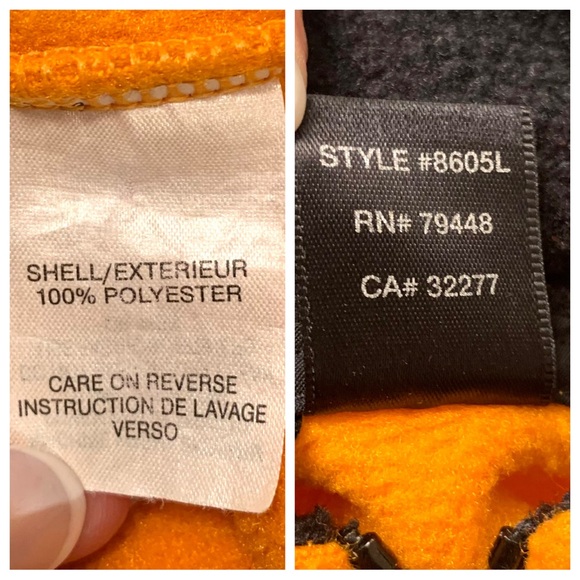 SHELL/EXTERIEUR
100% POLYESTER
CARE ON REVERSE
INSTRUCTION DE LAVAGE
VERSO
STYLE #8605L
RN# 79448
CA# 32277